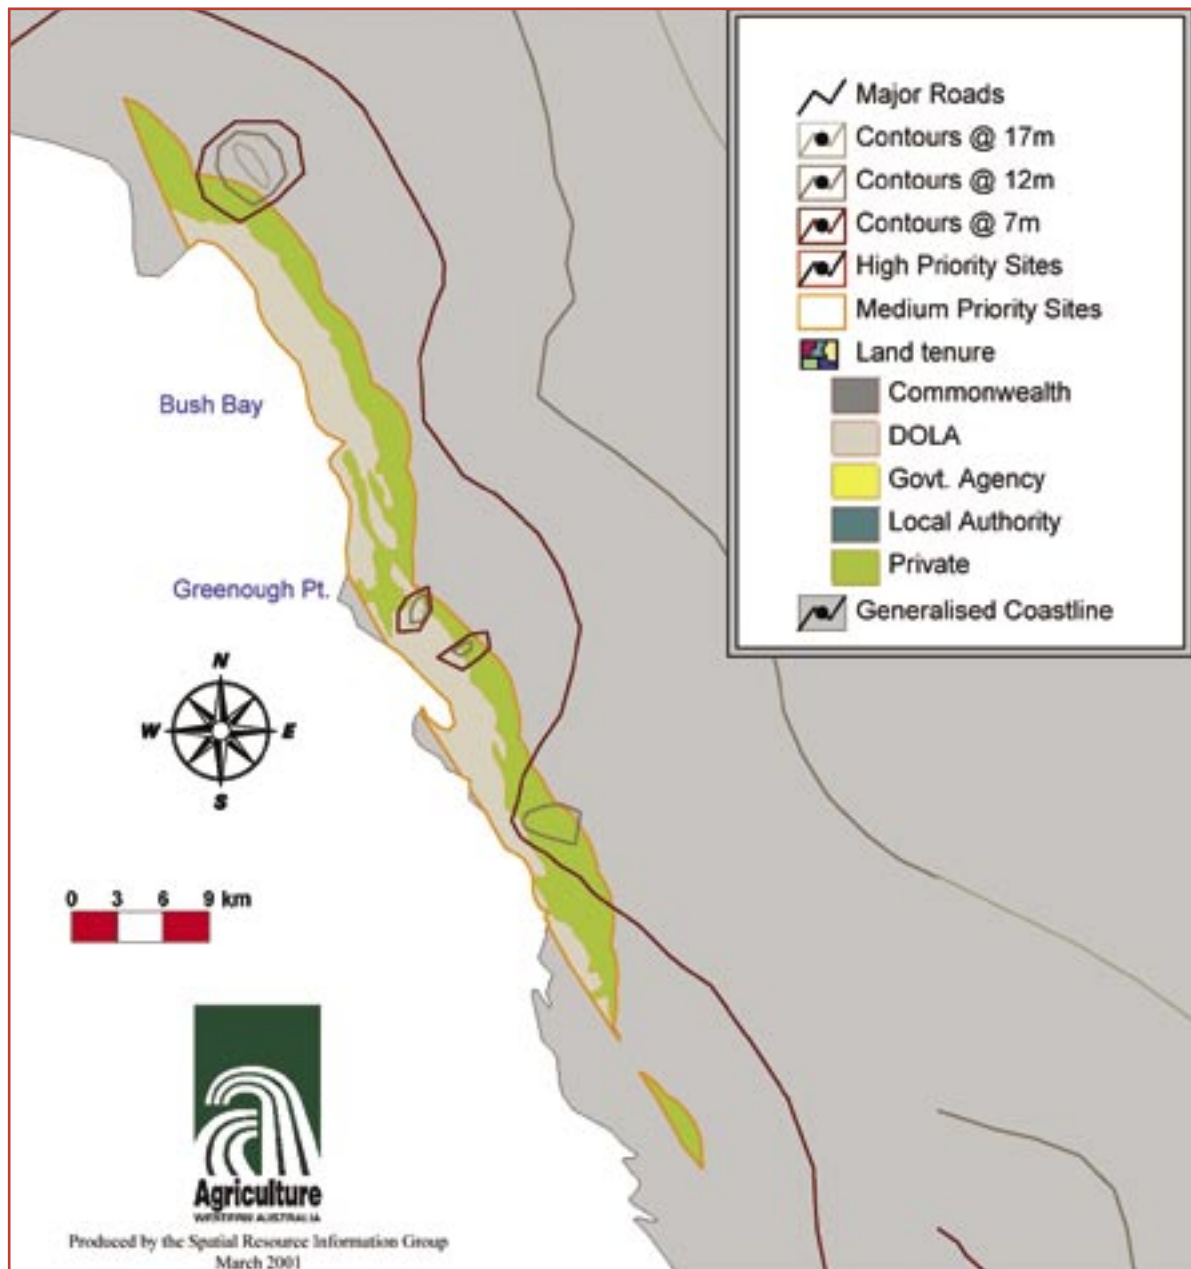 Major Roads
Contours @ 17m
Contours @ 12m
Contours @ 7m
High Priority Sites
Medium Priority Sites
Land tenure
Commonwealth
DOLA
Govt. Agency
Local Authority
Private
Generalised Coastline
Bush Bay
Greenough Pt.
N
W E
S
0 3 6 9 km
Agriculture
WESTERN AUSTRALIA
Produced by the Spatial Resource Information Group
March 2001